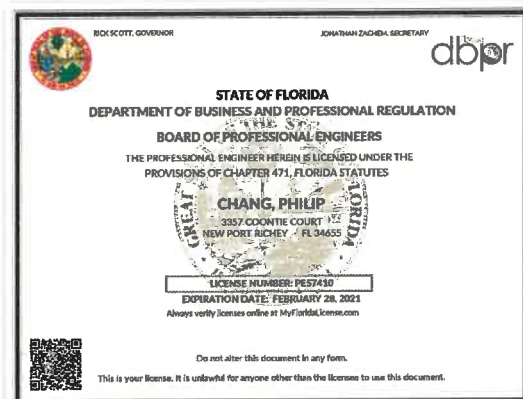 RICK SCOTT, GOVERNOR
JONATHAN ZACHEM, SECRETARY
dbpr
STATE OF FLORIDA
DEPARTMENT OF BUSINESS AND PROFESSIONAL REGULATION
BOARD OF PROFESSIONAL ENGINEERS
THE PROFESSIONAL ENGINEER HEREIN IS LICENSED UNDER THE
PROVISIONS OF CHAPTER 471, FLORIDA STATUTES
CHANG, PHILIP
3357 COONTIE COURT
NEW PORT RICHEY FL 34655
LICENSE NUMBER: PE57410
EXPIRATION DATE: FEBRUARY 28, 2021
Always verify licenses online at MyFloridaLicense.com
Do not alter this document in any form.
This is your license. It is unlawful for anyone other than the licensee to use this document.